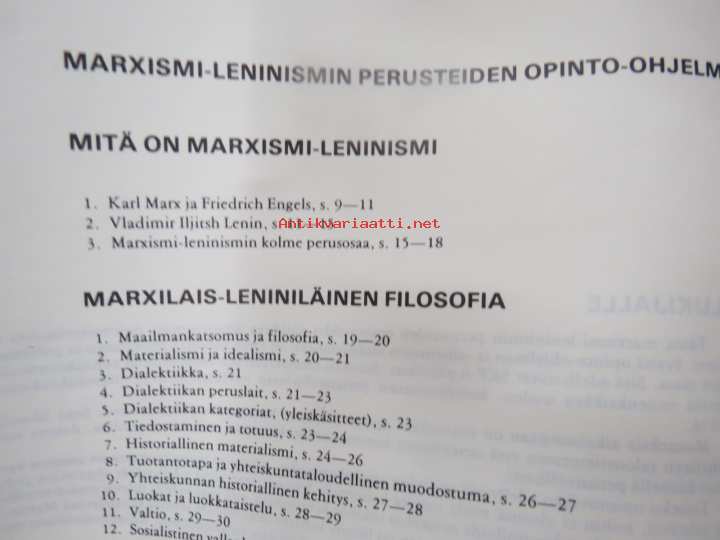 MARXISMI-LENINISMIN PERUSTEIDEN OPINTO-OHJELM
MITÄ ON MARXISMI-LENINISMI
1. Karl Marx ja Friedrich Engels, s. 9—11
2. Vladimir Iljitsh Lenin, s.
Antikvariaatti.net
3. Marxismi-leninismin kolme perusosaa, s. 15—18
MARXILAIS-LENINILÄINEN FILOSOFIA
1. Maailmankatsomus ja filosofia, s. 19—20
2. Materialismi ja idealismi, s. 20—21
3. Dialektiikka, s. 21
4. Dialektiikan peruslait, s. 21—23
5. Dialektiikan kategoriat, (yleiskäsitteet), s. 23
6. Tiedostaminen ja totuus, s. 23—24
7. Historiallinen materialismi, s. 24—26
8. Tuotantotapa ja yhteiskuntataloudellinen muodostuma, s. 26—27
9. Yhteiskunnan historiallinen kehitys, s. 27—28
10. Luokat ja luokkataistelu, s. 28—29
11. Valtio, s. 29—30
12. Sosialistinen
LUKIJALLE